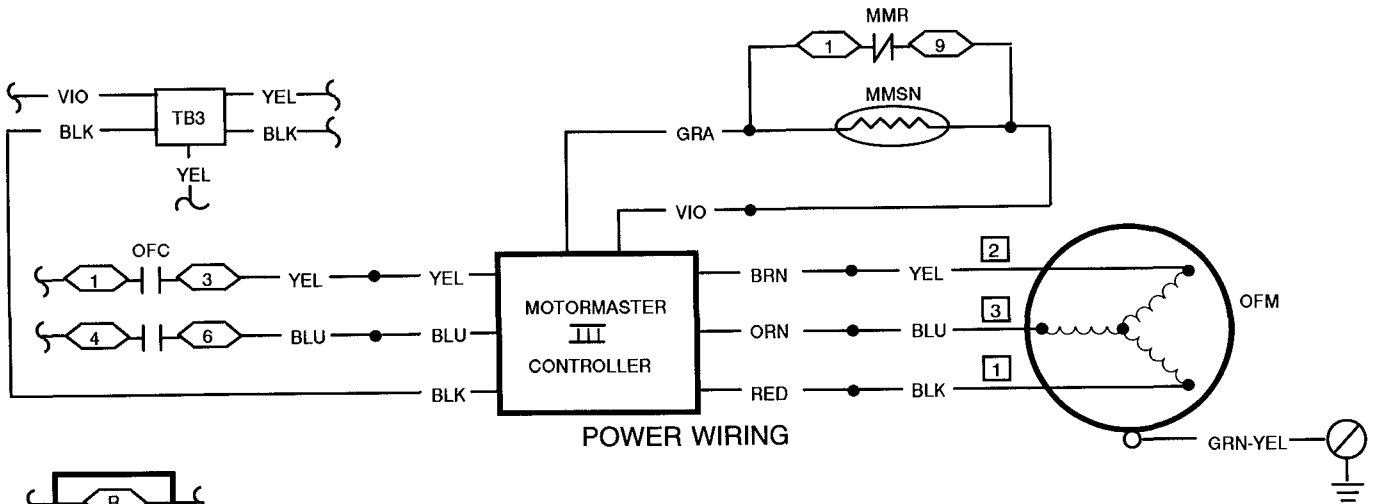 MMR
1 9
VIO TB3 YEL
MMSN
BLK BLK
GRA
YEL
VIO
OFC
1 3 YEL YEL
BRN YEL 2
MOTORMASTER
OFM
4 6 BLU BLU
III
ORN BLU 3
CONTROLLER
BLK
RED BLK 1
POWER WIRING
GRN-YEL
R